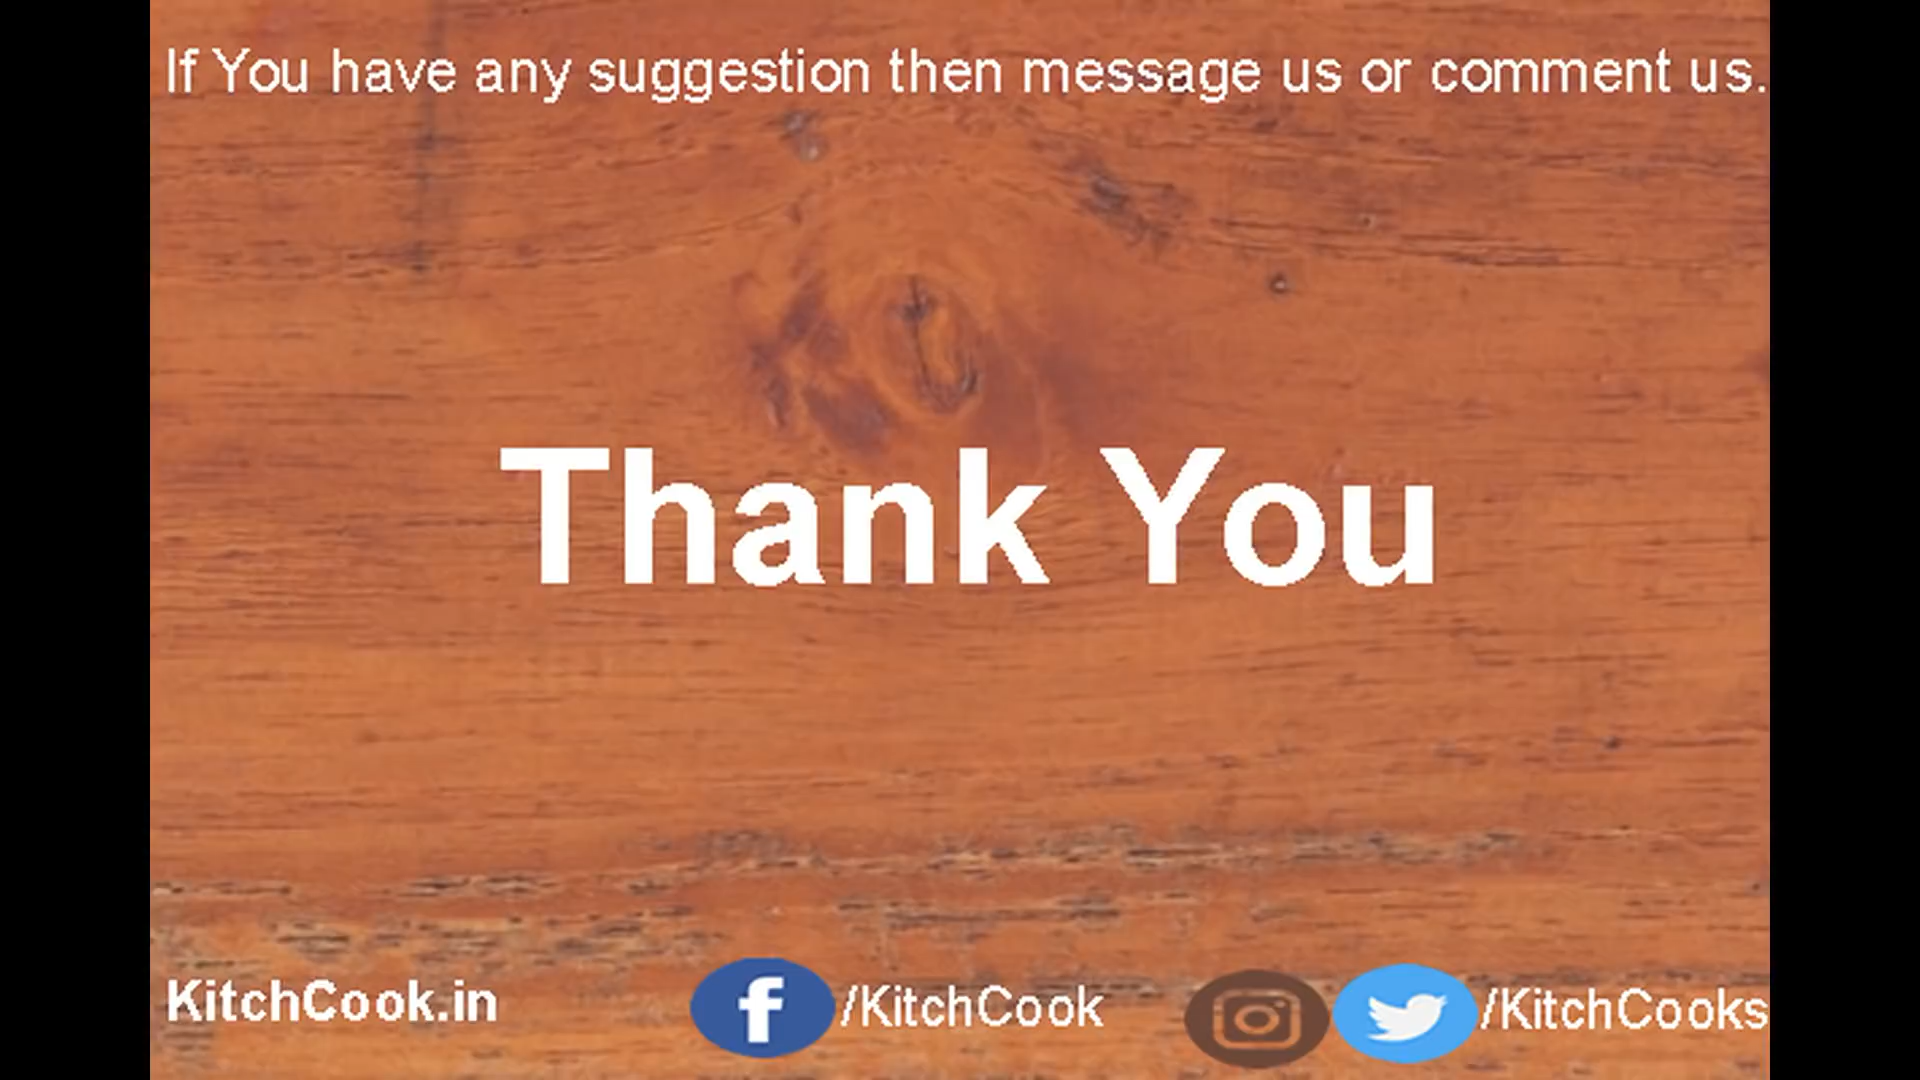 If You have any suggestion then message us or comment us.
Thank You
KitchCook.in
f /KitchCook
/KitchCooks